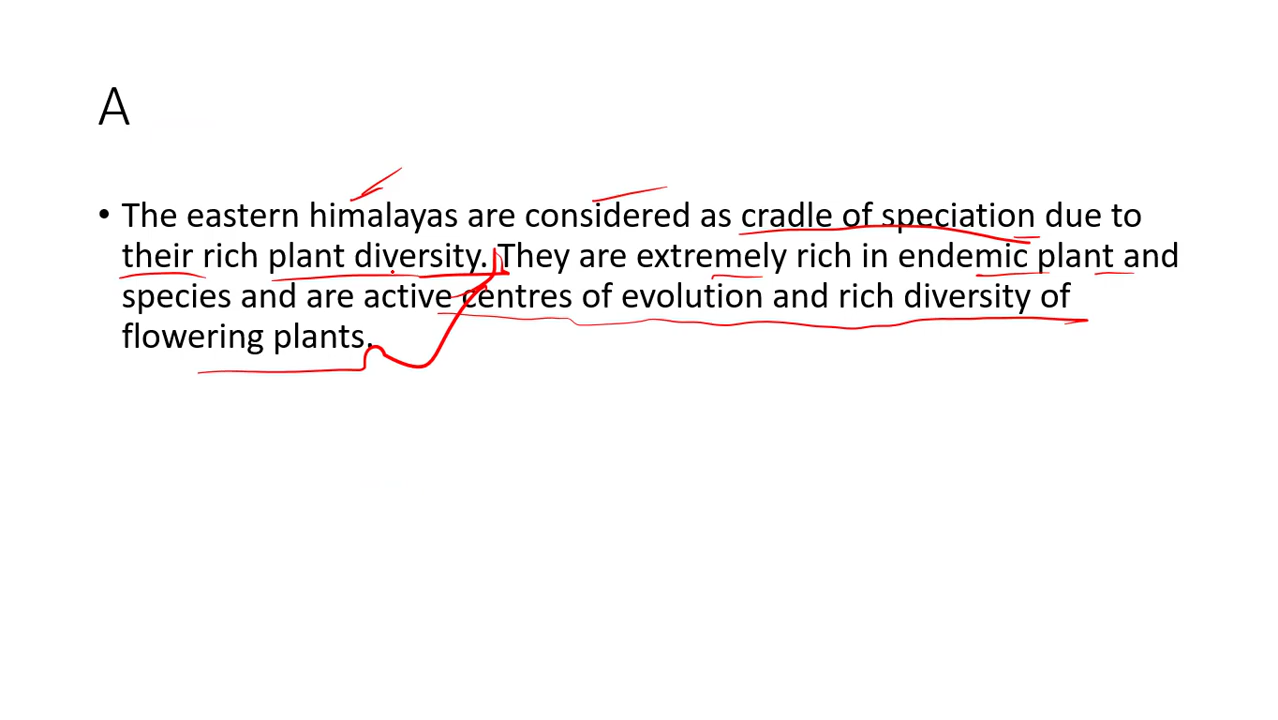 A
• The eastern himalayas are considered as cradle of speciation due to
their rich plant diversity. They are extremely rich in endemic plant and
species and are active centres of evolution and rich diversity of
flowering plants.